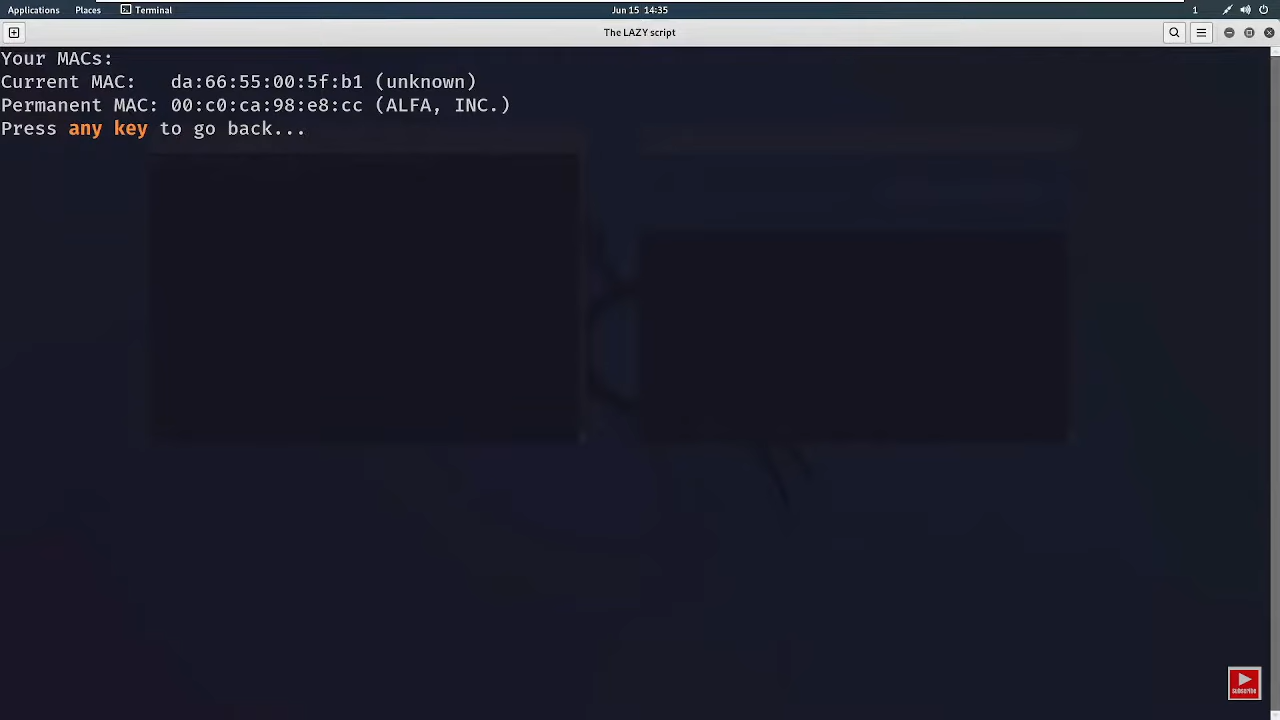 Applications Places Terminal Jun 15 14:35 1
The LAZY script
Your MACs:
Current MAC:   da:66:55:00:5f:b1 (unknown)
Permanent MAC: 00:c0:ca:98:e8:cc (ALFA, INC.)
Press any key to go back...
subscribe